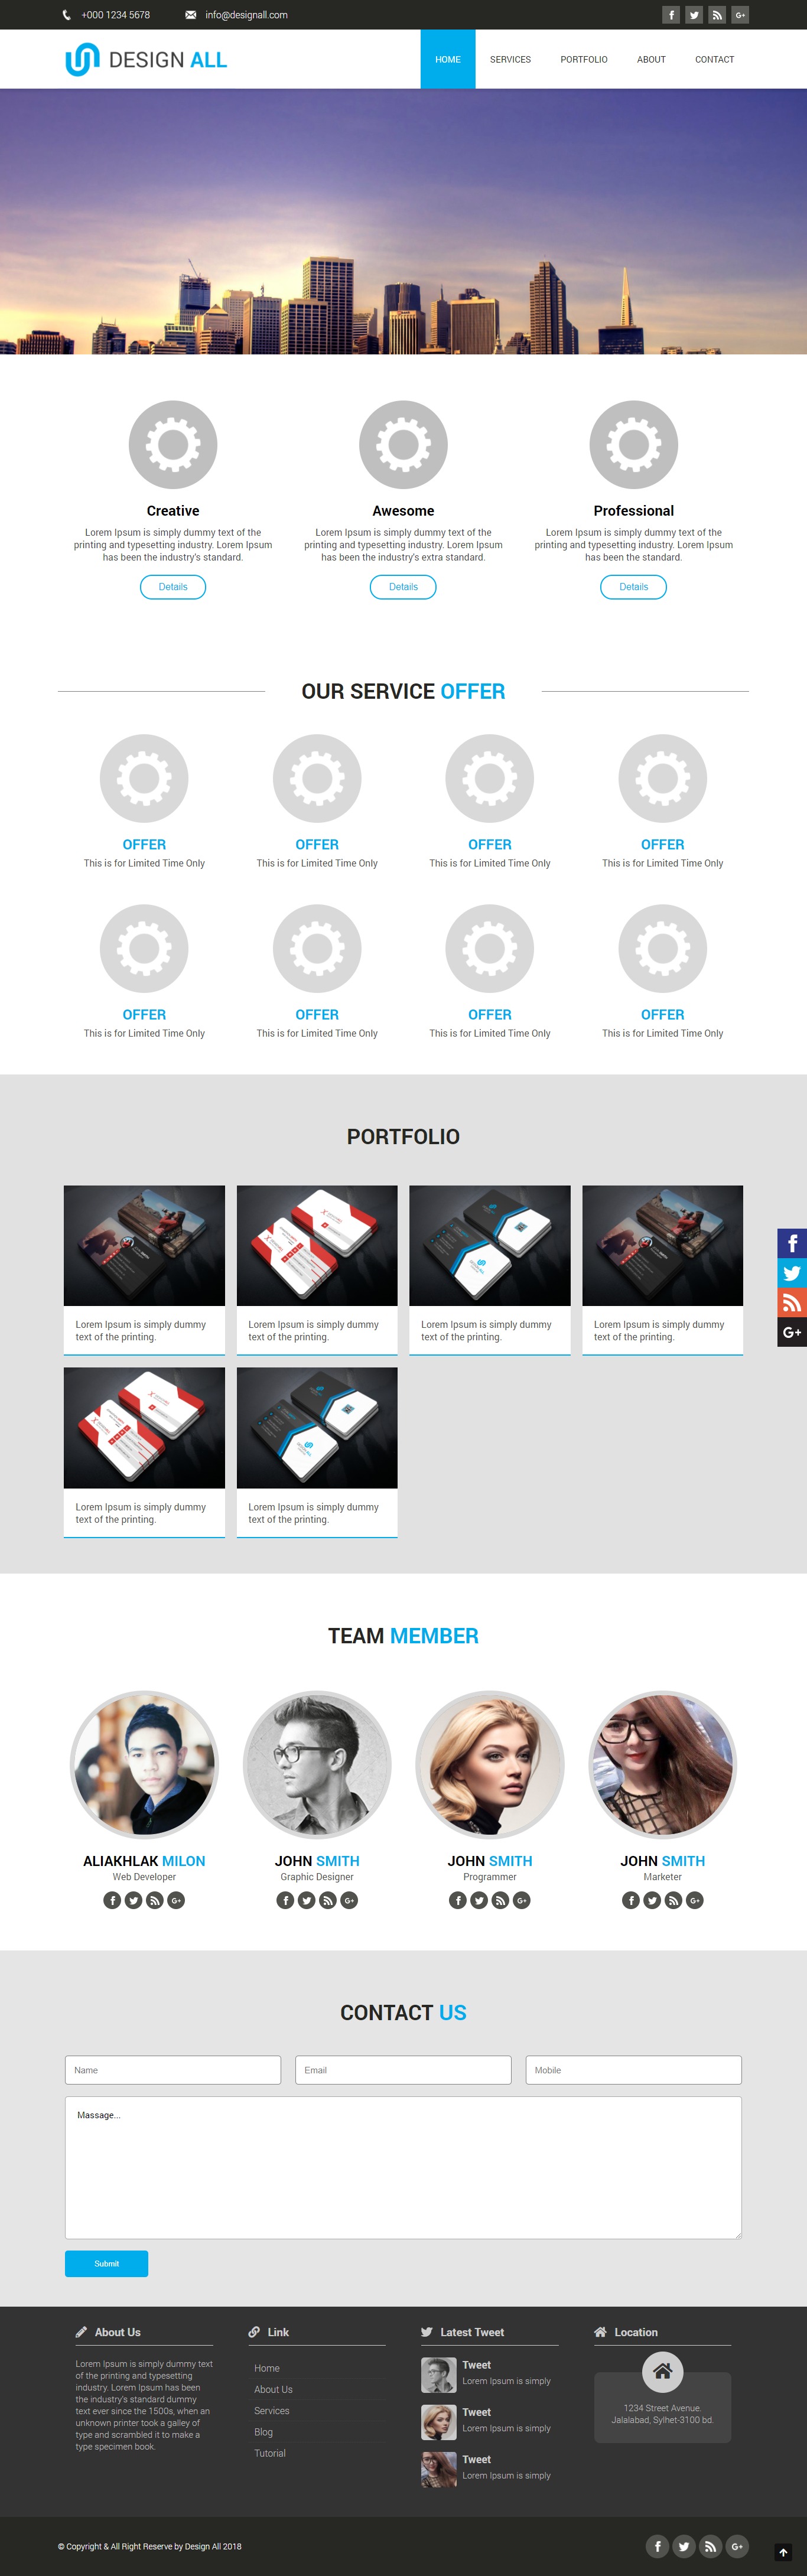 +000 1234 5678 info@designall.com
DESIGN ALL
HOME SERVICES PORTFOLIO ABOUT CONTACT
Creative
Lorem Ipsum is simply dummy text of the
printing and typesetting industry. Lorem Ipsum
has been the industry's standard.
Details
Awesome
Lorem Ipsum is simply dummy text of the
printing and typesetting industry. Lorem Ipsum
has been the industry's extra standard.
Details
Professional
Lorem Ipsum is simply dummy text of the
printing and typesetting industry. Lorem Ipsum
has been the standard.
Details
OUR SERVICE OFFER
OFFER
This is for Limited Time Only
OFFER
This is for Limited Time Only
OFFER
This is for Limited Time Only
OFFER
This is for Limited Time Only
OFFER
This is for Limited Time Only
OFFER
This is for Limited Time Only
OFFER
This is for Limited Time Only
OFFER
This is for Limited Time Only
PORTFOLIO
Lorem Ipsum is simply dummy
text of the printing.
Lorem Ipsum is simply dummy
text of the printing.
Lorem Ipsum is simply dummy
text of the printing.
Lorem Ipsum is simply dummy
text of the printing.
Lorem Ipsum is simply dummy
text of the printing.
Lorem Ipsum is simply dummy
text of the printing.
TEAM MEMBER
ALIAKHLAK MILON
Web Developer
JOHN SMITH
Graphic Designer
JOHN SMITH
Programmer
JOHN SMITH
Marketer
CONTACT US
Name
Email
Mobile
Massage...
Submit
About Us
Lorem Ipsum is simply dummy text
of the printing and typesetting
industry. Lorem Ipsum has been
the industry's standard dummy
text ever since the 1500s, when an
unknown printer took a galley of
type and scrambled it to make a
type specimen book.
Link
Home
About Us
Services
Blog
Tutorial
Latest Tweet
Tweet
Lorem Ipsum is simply
Tweet
Lorem Ipsum is simply
Tweet
Lorem Ipsum is simply
Location
1234 Street Avenue.
Jalalabad, Sylhet-3100 bd.
© Copyright & All Right Reserve by Design All 2018